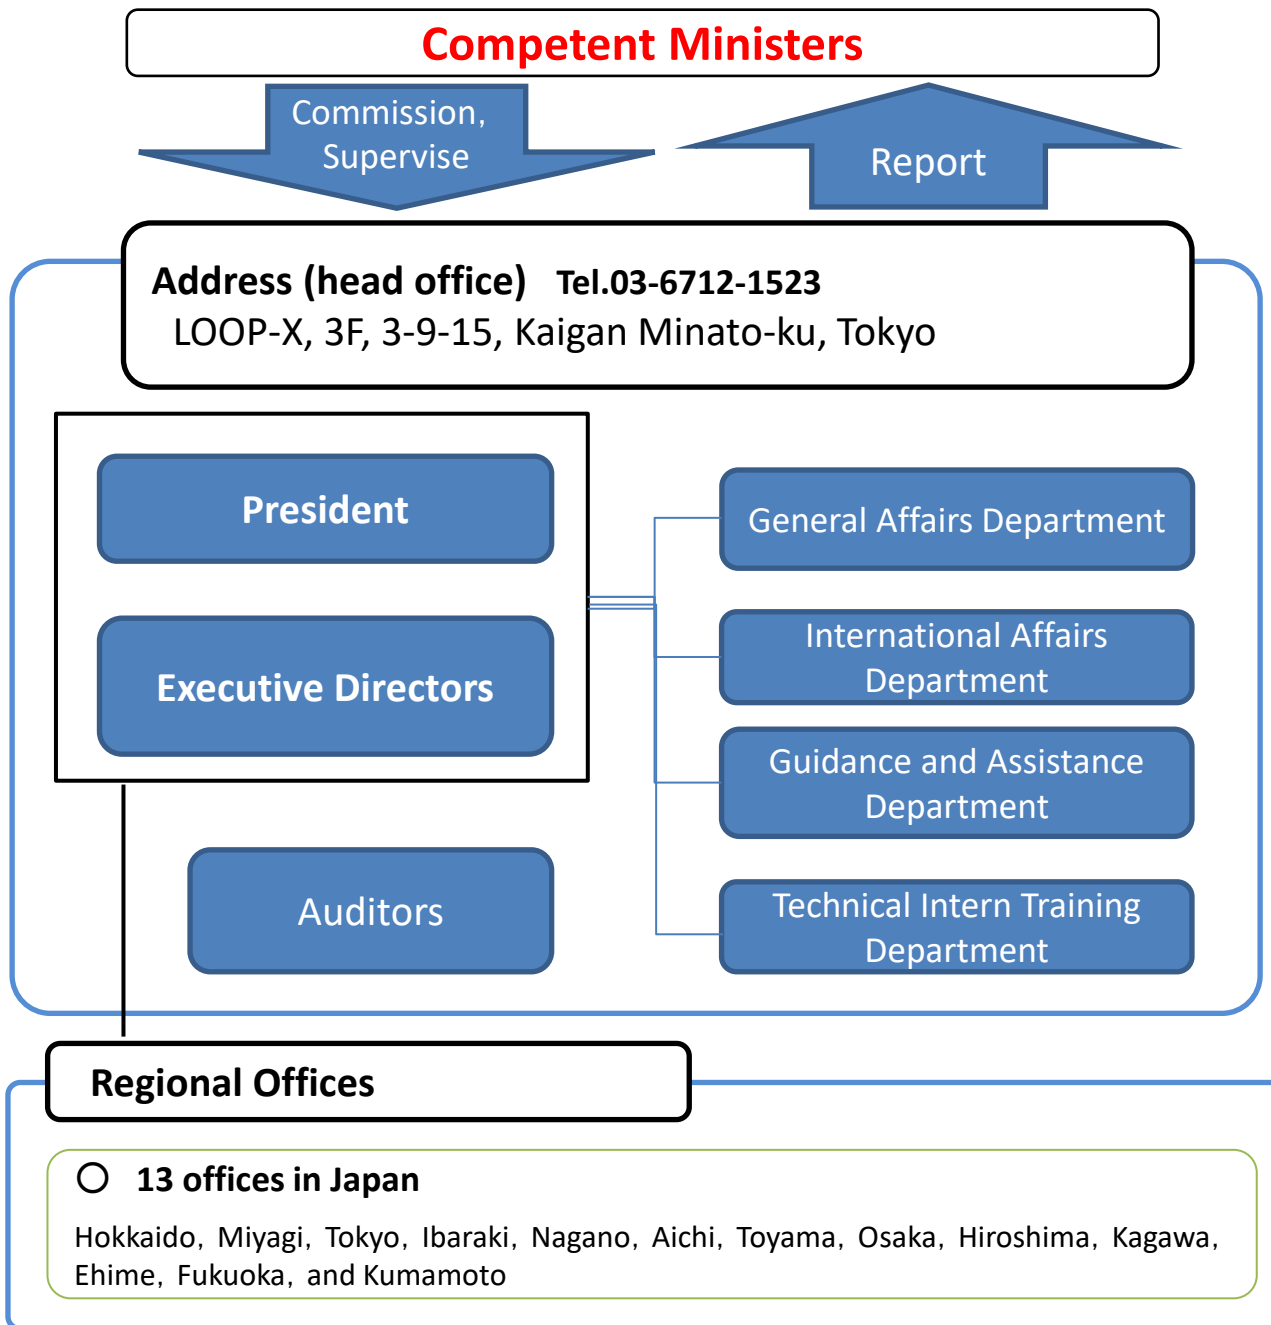 Competent Ministers
Commission,
Supervise
Report
Address (head office) Tel.03-6712-1523
LOOP-X, 3F, 3-9-15, Kaigan Minato-ku, Tokyo
President
Executive Directors
Auditors
General Affairs Department
International Affairs
Department
Guidance and Assistance
Department
Technical Intern Training
Department
Regional Offices
○ 13 offices in Japan
Hokkaido, Miyagi, Tokyo, Ibaraki, Nagano, Aichi, Toyama, Osaka, Hiroshima, Kagawa,
Ehime, Fukuoka, and Kumamoto